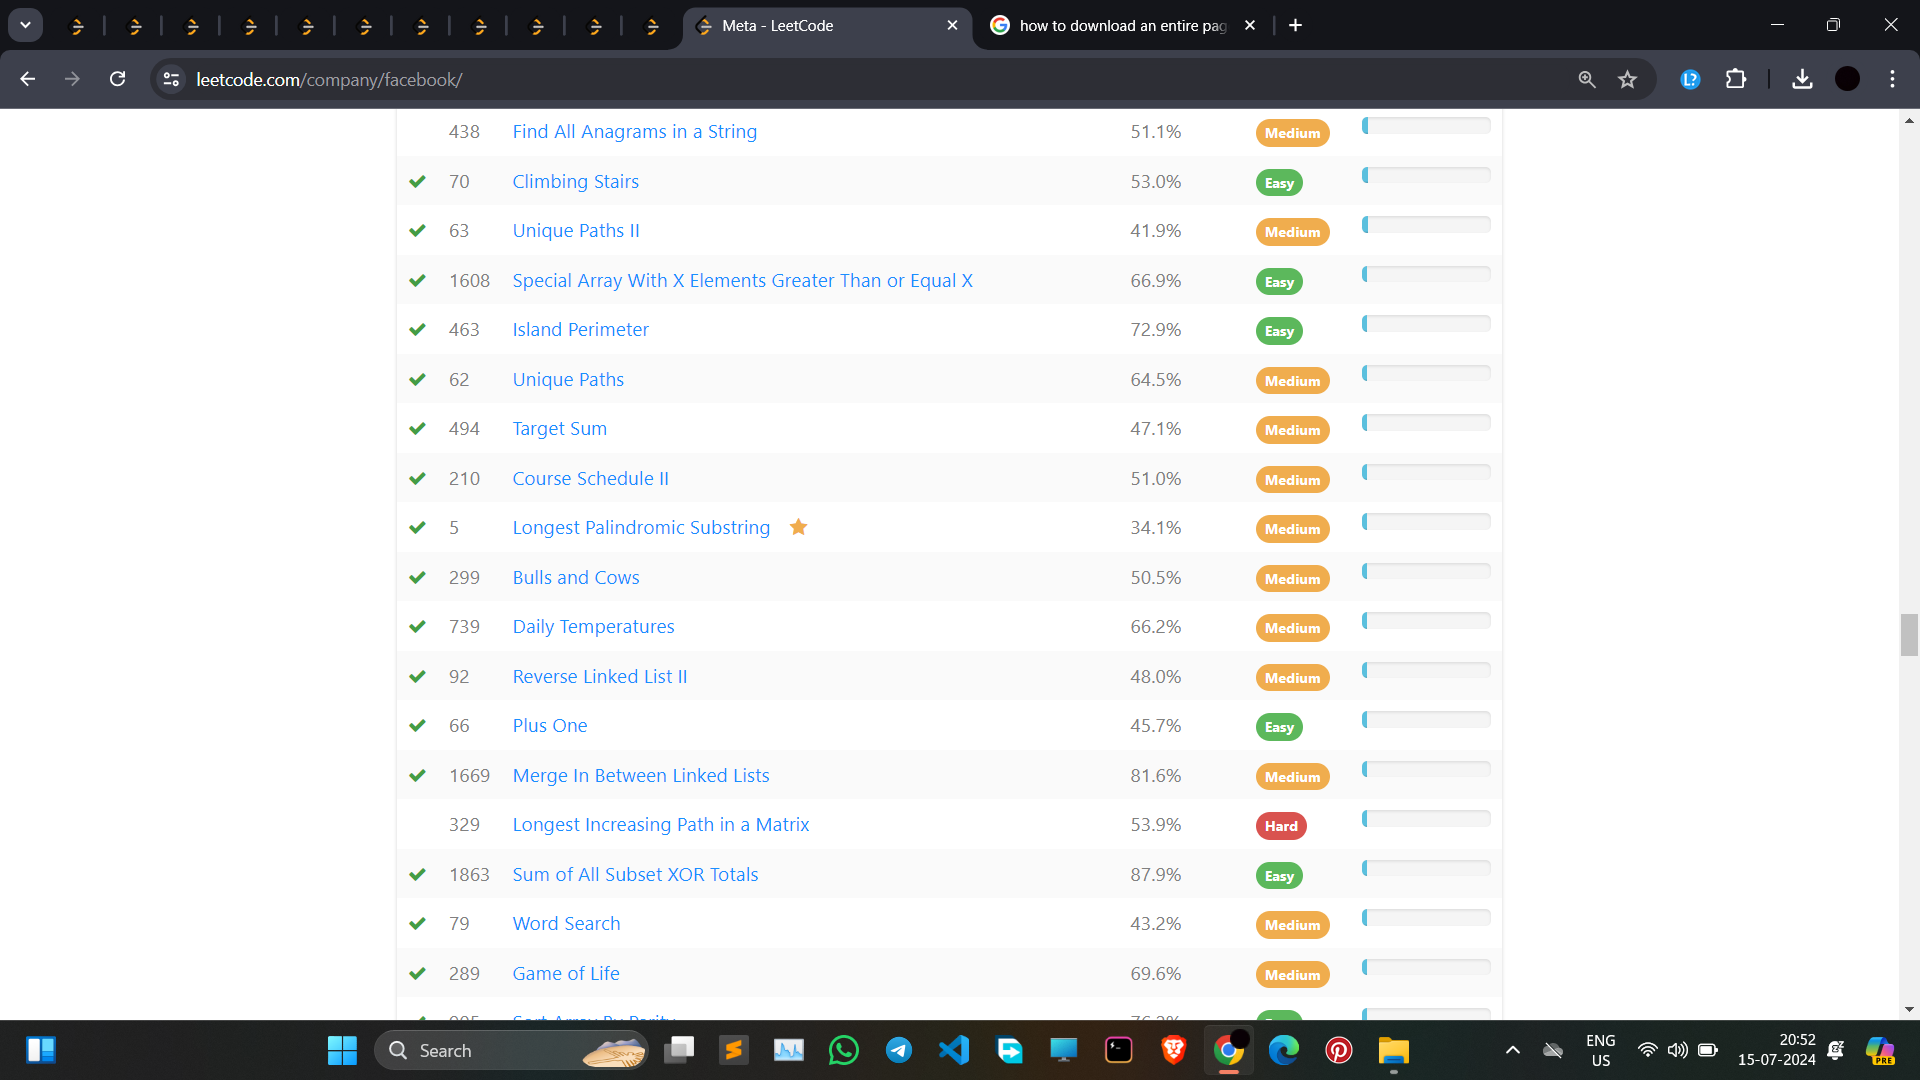 Meta - LeetCode
how to download an entire pag
leetcode.com/company/facebook/
438 Find All Anagrams in a String 51.1% Medium
70 Climbing Stairs 53.0% Easy
63 Unique Paths II 41.9% Medium
1608 Special Array With X Elements Greater Than or Equal X 66.9% Easy
463 Island Perimeter 72.9% Easy
62 Unique Paths 64.5% Medium
494 Target Sum 47.1% Medium
210 Course Schedule II 51.0% Medium
5 Longest Palindromic Substring 34.1% Medium
299 Bulls and Cows 50.5% Medium
739 Daily Temperatures 66.2% Medium
92 Reverse Linked List II 48.0% Medium
66 Plus One 45.7% Easy
1669 Merge In Between Linked Lists 81.6% Medium
329 Longest Increasing Path in a Matrix 53.9% Hard
1863 Sum of All Subset XOR Totals 87.9% Easy
79 Word Search 43.2% Medium
289 Game of Life 69.6% Medium
Sort Array By Parity
Search
ENG
US
20:52
15-07-2024
PRE